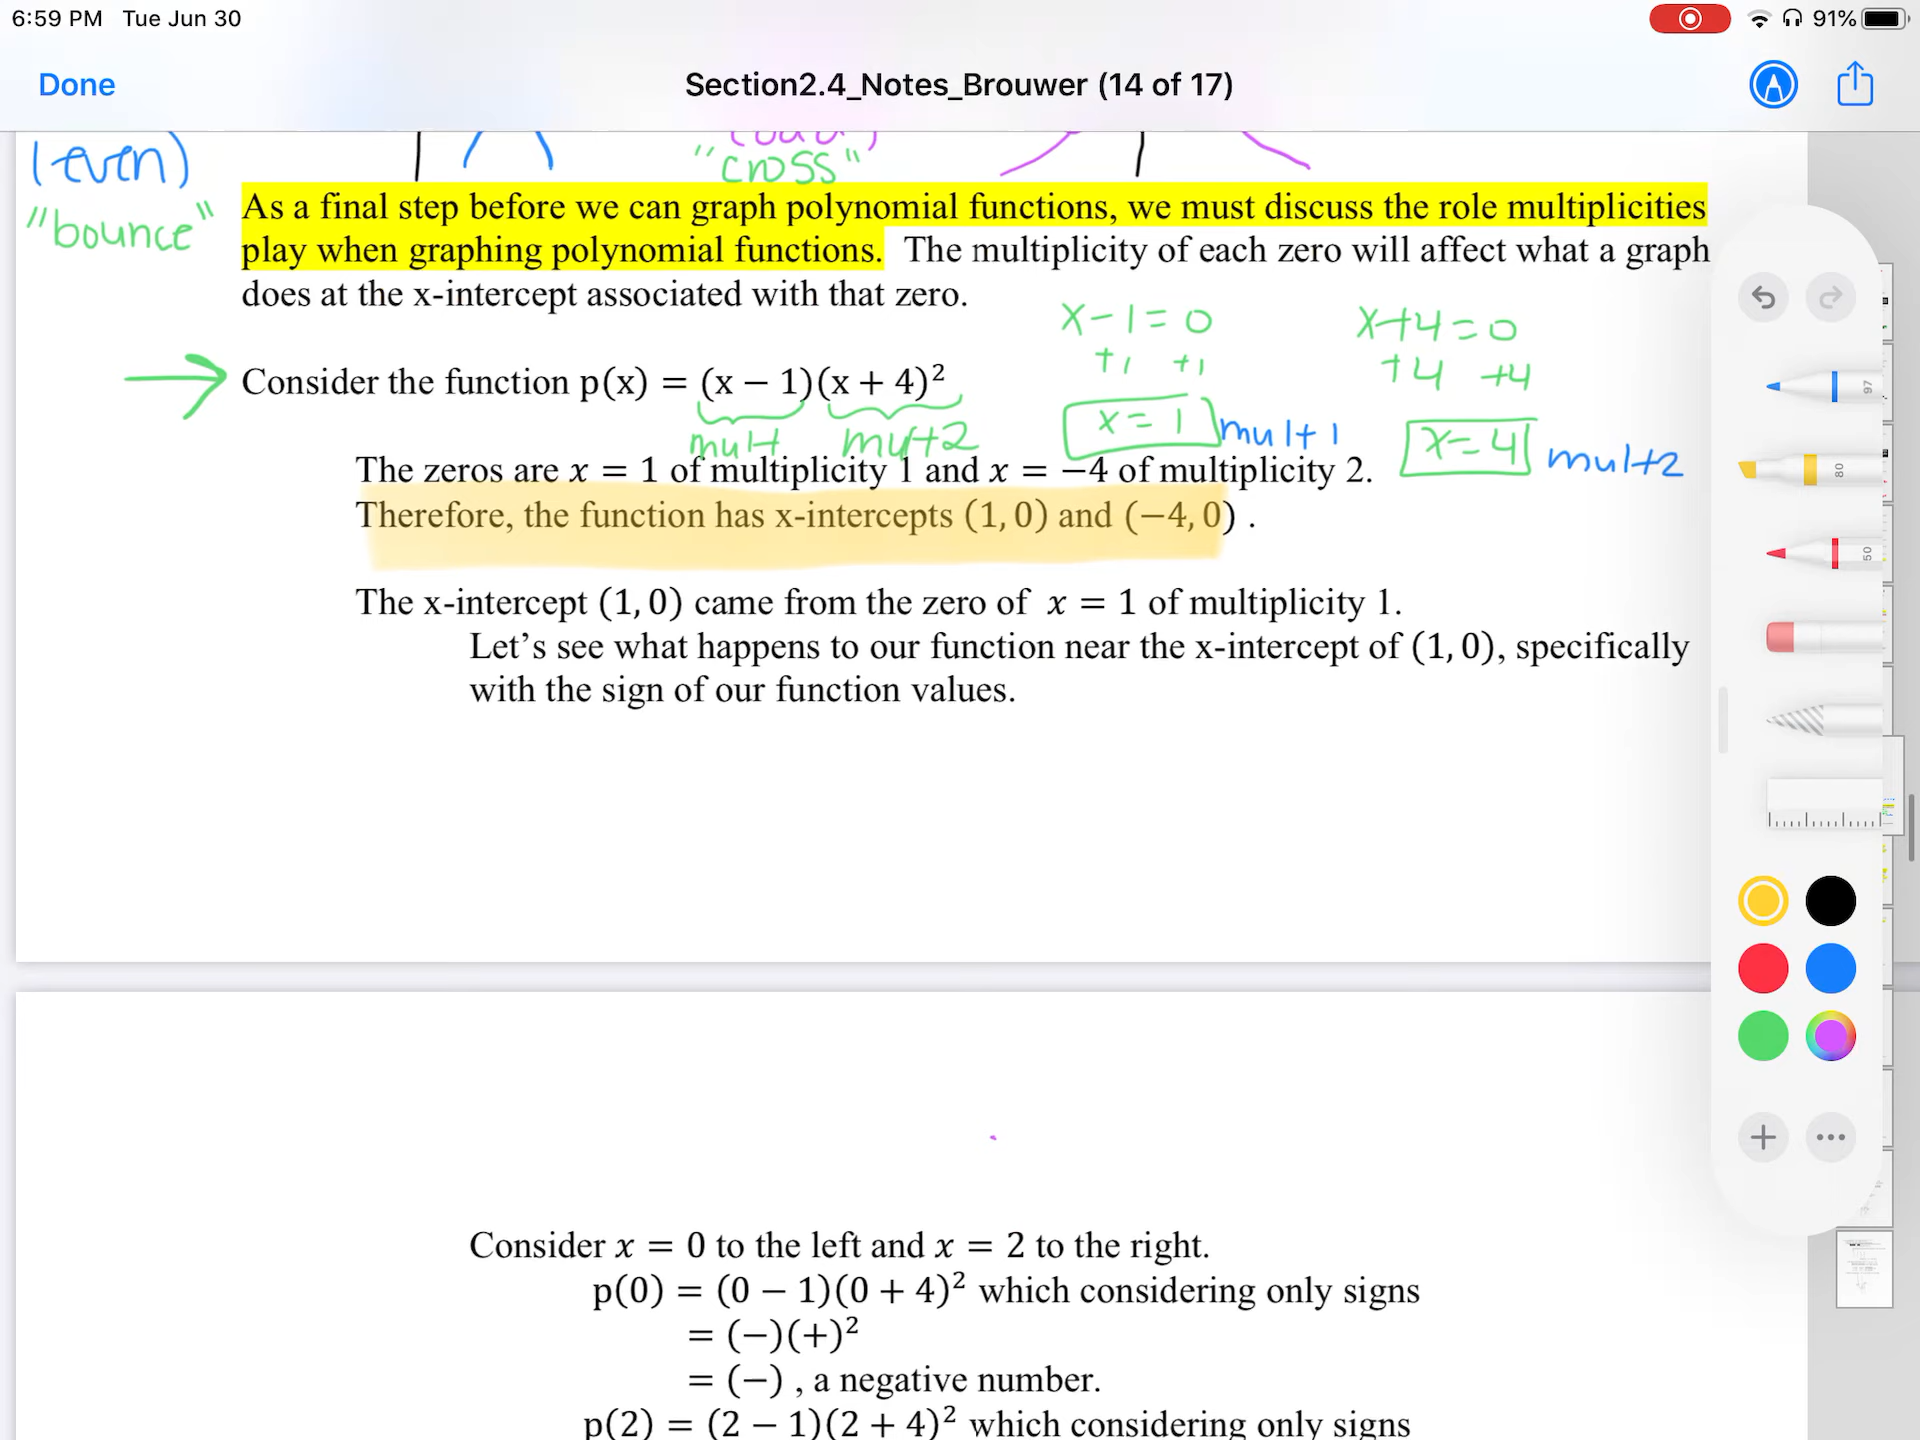 6:59 PM Tue Jun 30
91%
Done
Section2.4_Notes_Brouwer (14 of 17)
(even)
"cross"
"bounce"
As a final step before we can graph polynomial functions, we must discuss the role multiplicities
play when graphing polynomial functions. The multiplicity of each zero will affect what a graph
does at the x-intercept associated with that zero.
x-1=0
x+4=0
+1 +1
+4 +4
Consider the function p(x) = (x − 1)(x + 4)²
x=1 mult 1
x=4 mult 2
mult mult 2
The zeros are x = 1 of multiplicity 1 and x = −4 of multiplicity 2.
Therefore, the function has x-intercepts (1, 0) and (−4, 0) .
The x-intercept (1, 0) came from the zero of x = 1 of multiplicity 1.
Let’s see what happens to our function near the x-intercept of (1, 0), specifically
with the sign of our function values.
97
80
50
Consider x = 0 to the left and x = 2 to the right.
p(0) = (0 − 1)(0 + 4)² which considering only signs
= (−)(+)²
= (−) , a negative number.
p(2) = (2 − 1)(2 + 4)² which considering only signs